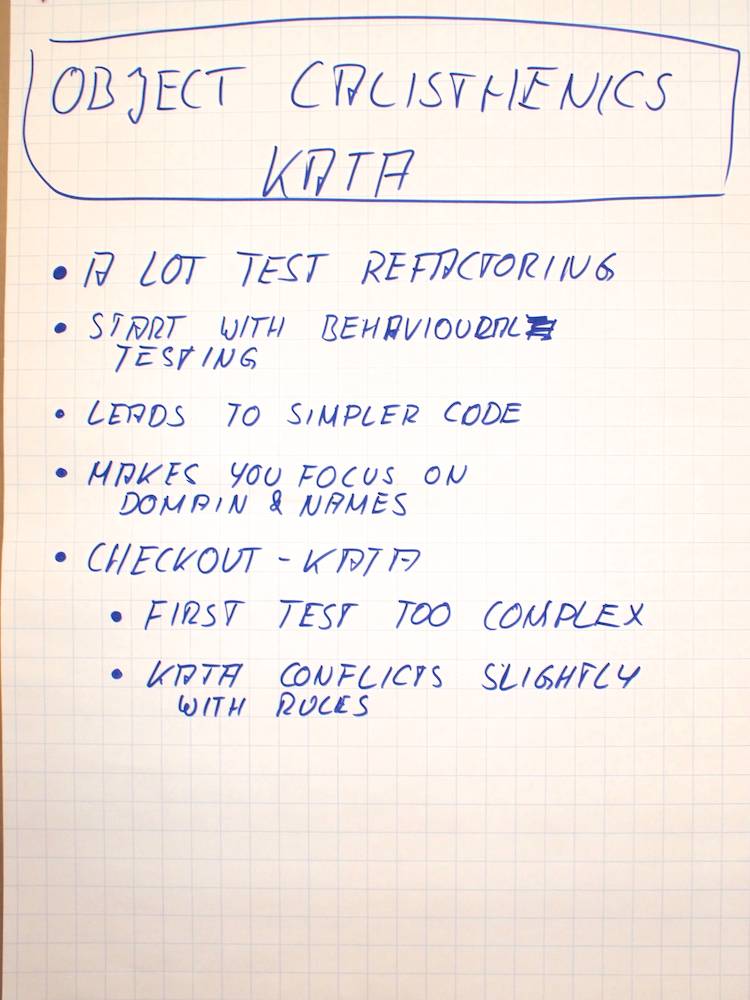 OBJECT CALISTHENICS
KATA
• A LOT TEST REFACTORING
• START WITH BEHAVIOURAL
TESTING
• LEADS TO SIMPLER CODE
• MAKES YOU FOCUS ON
DOMAIN & NAMES
• CHECKOUT - KATA
• FIRST TEST TOO COMPLEX
• KATA CONFLICTS SLIGHTLY
WITH RULES